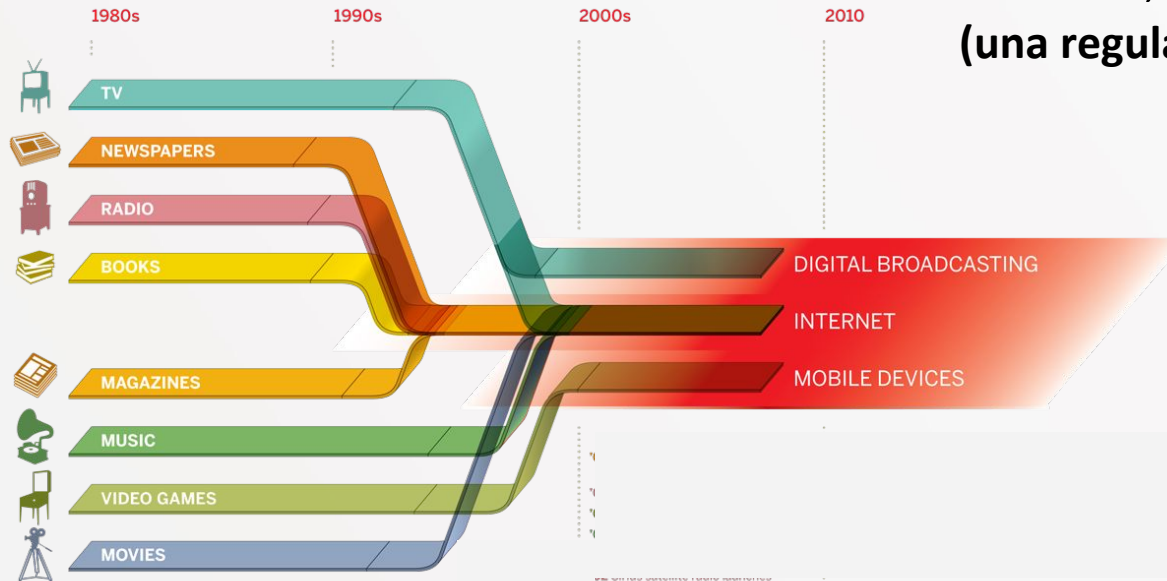 1980s
1990s
2000s
2010
(una regula
TV
NEWSPAPERS
RADIO
BOOKS
MAGAZINES
MUSIC
VIDEO GAMES
MOVIES
DIGITAL BROADCASTING
INTERNET
MOBILE DEVICES